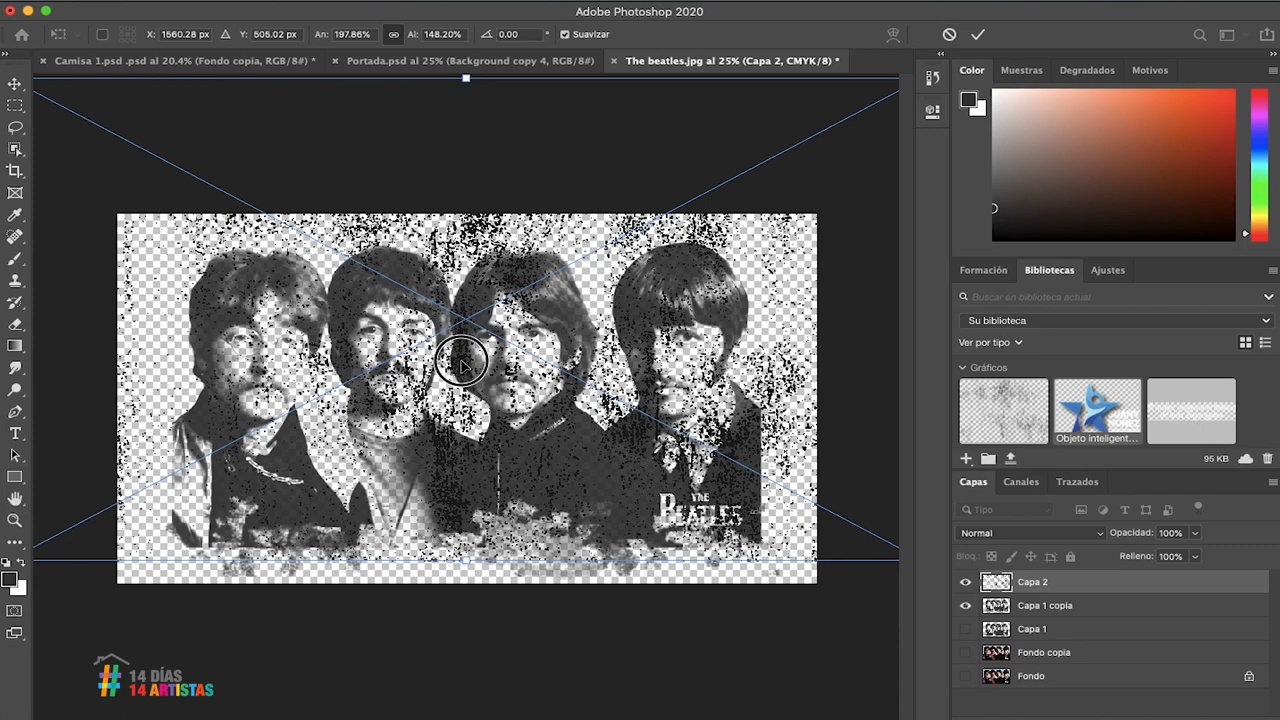 Adobe Photoshop 2020
X: 1560.28 px Y: 505.02 px An: 197.86% Al: 148.20% 0.00 ° Suavizar
× Camisa 1.psd .psd al 20.4% (Fondo copia, RGB/8#) * × Portada.psd al 25% (Background copy 4, RGB/8#) × The beatles.jpg al 25% (Capa 2, CMYK/8) *
Color Muestras Degradados Motivos
Formación Bibliotecas Ajustes
Buscar en biblioteca actual
Su biblioteca
Ver por tipo
Gráficos
Objeto inteligent...
95 KB
Capas Canales Trazados
Tipo
Normal Opacidad: 100%
Bloq.: Relleno: 100%
Capa 2
Capa 1 copia
Capa 1
Fondo copia
Fondo
THE
BEATLES
# 14 DÍAS
14 ARTISTAS